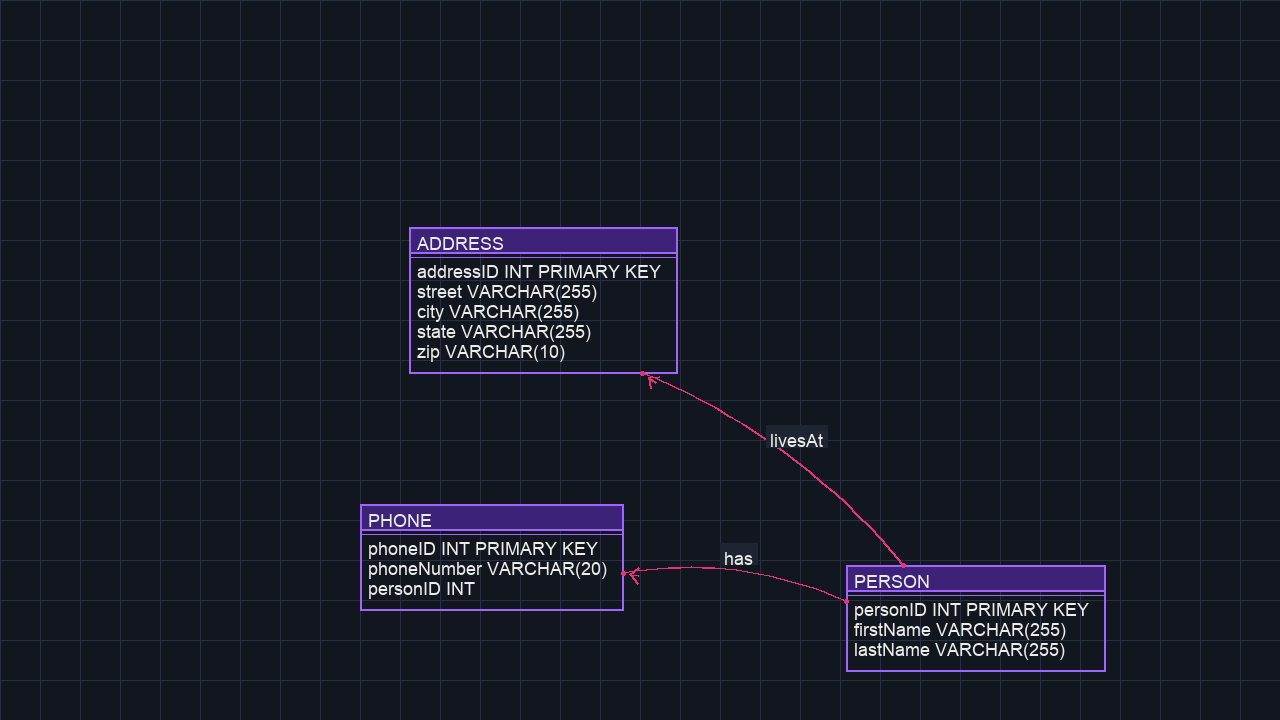 ADDRESS
addressID INT PRIMARY KEY
street VARCHAR(255)
city VARCHAR(255)
state VARCHAR(255)
zip VARCHAR(10)
livesAt
PHONE
phoneID INT PRIMARY KEY
phoneNumber VARCHAR(20)
personID INT
has
PERSON
personID INT PRIMARY KEY
firstName VARCHAR(255)
lastName VARCHAR(255)